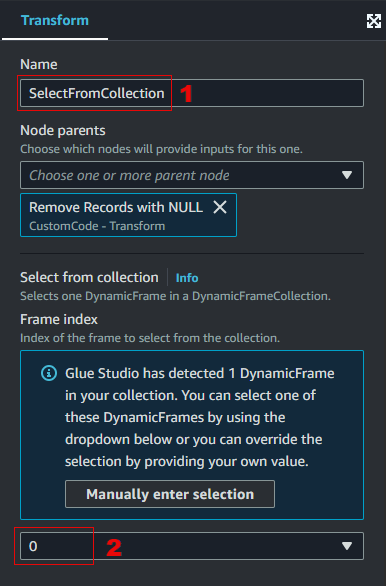 Transform
Name
SelectFromCollection
1
Node parents
Choose which nodes will provide inputs for this one.
Choose one or more parent node
Remove Records with NULL
CustomCode - Transform
Select from collection
Info
Selects one DynamicFrame in a DynamicFrameCollection.
Frame index
Index of the frame to select from the collection.
Glue Studio has detected 1 DynamicFrame
in your collection. You can select one of
these DynamicFrames by using the
dropdown below or you can override the
selection by providing your own value.
Manually enter selection
0
2